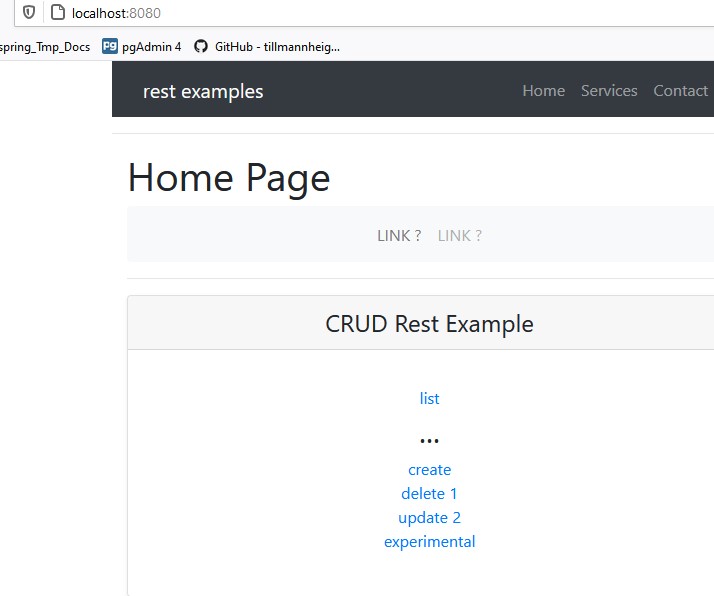 localhost:8080
spring_Tmp_Docs pgAdmin 4 GitHub - tillmannheig...
rest examples Home Services Contact
Home Page
LINK ? LINK ?
CRUD Rest Example
list
...
create
delete 1
update 2
experimental